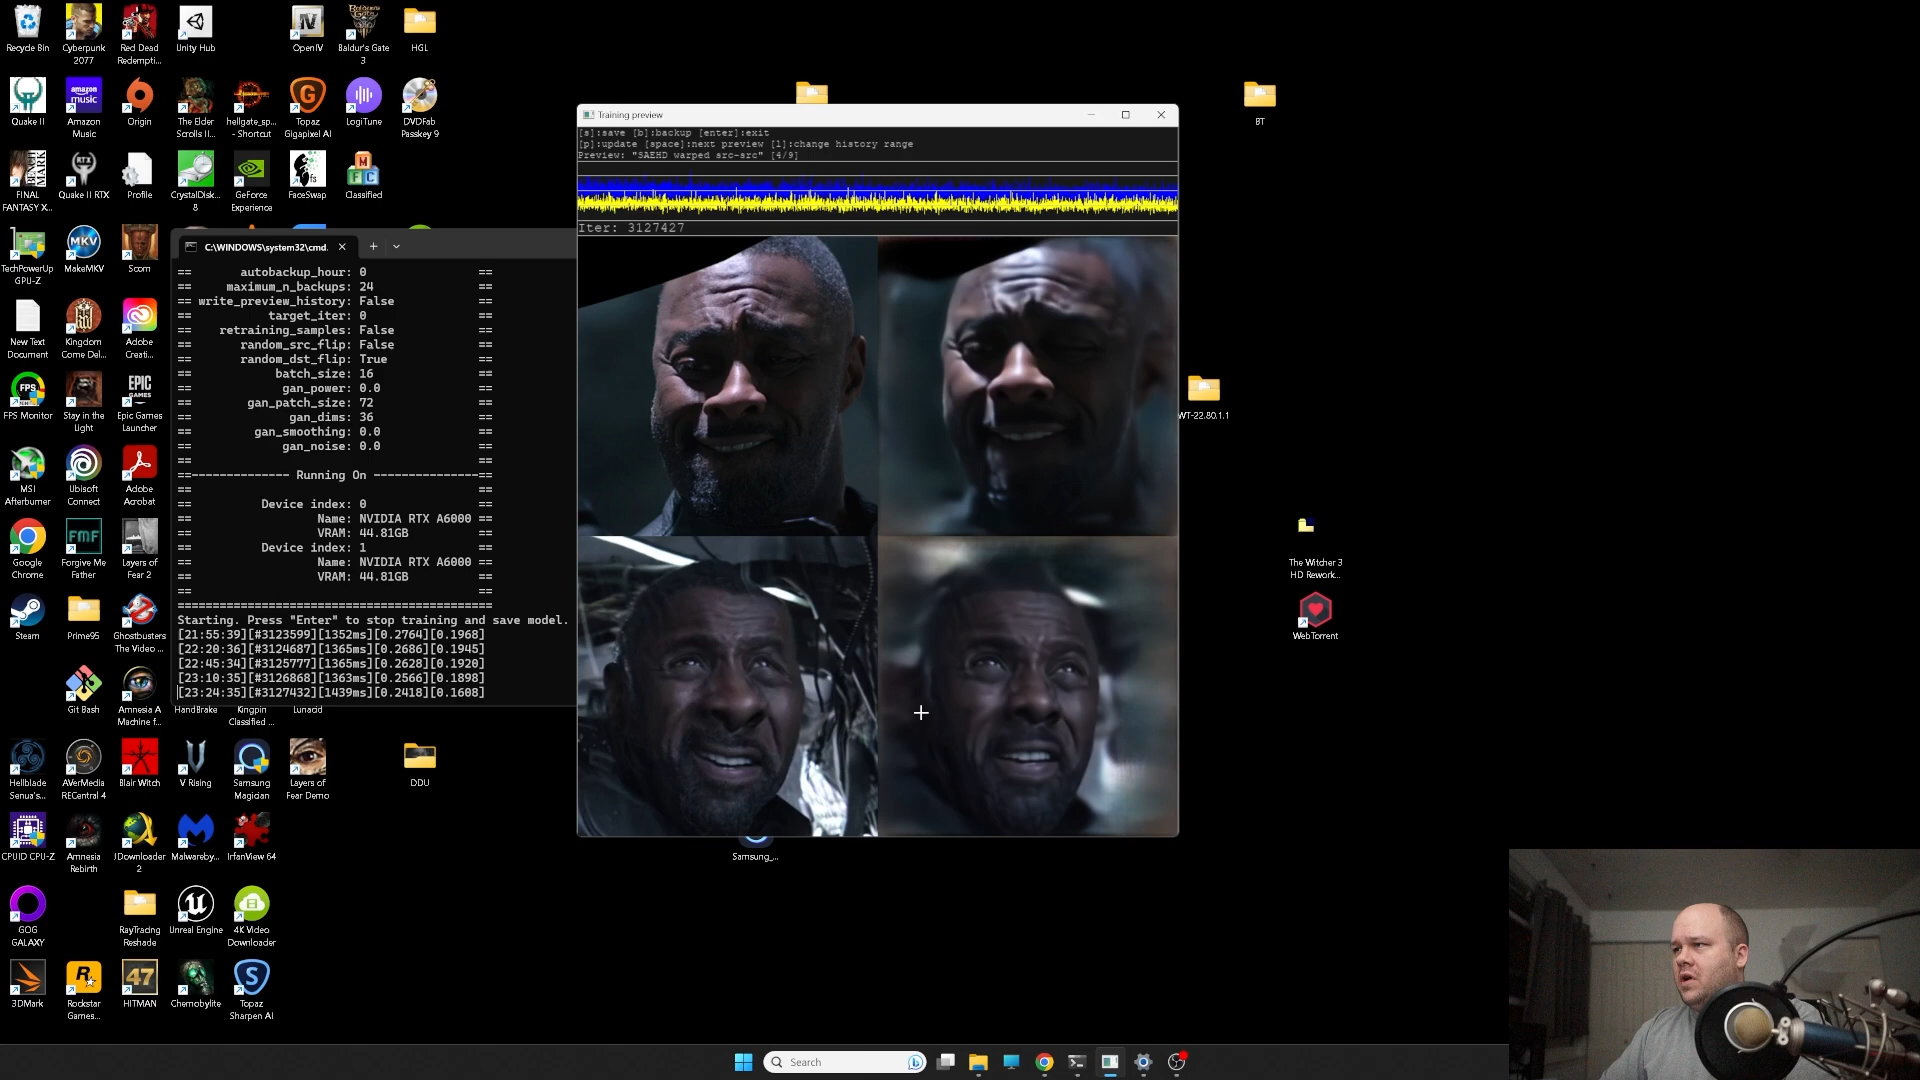 Recycle Bin
Cyberpunk
2077
Red Dead
Redempti...
Unity Hub
OpenIV
Baldur's Gate
3
HGL
Quake II
amazon
music
Amazon
Music
Origin
The Elder
Scrolls II...
hellgate_sp...
- Shortcut
Topaz
Gigapixel AI
LogiTune
DVDFab
Passkey 9
BT
FINAL
FANTASY X...
RTX
Quake II RTX
Profile
CrystalDisk...
8
GeForce
Experience
fs
FaceSwap
Classified
TechPowerUp
GPU-Z
MKV
MakeMKV
Scorn
New Text
Document
Kingdom
Come Del...
Adobe
Creati...
FPS
FPS Monitor
Stay in the
Light
EPIC
GAMES
Epic Games
Launcher
MSI
Afterburner
Ubisoft
Connect
Adobe
Acrobat
Google
Chrome
FMF
Forgive Me
Father
Layers of
Fear 2
Steam
Prime95
Ghostbusters
The Video ...
Git Bash
Amnesia A
Machine f...
HandBrake
Kingpin
Classified ...
Lunacid
Hellblade
Senua's...
AVerMedia
RECentral 4
Blair Witch
V Rising
Samsung
Magician
Layers of
Fear Demo
DDU
CPU
CPUID CPU-Z
Amnesia
Rebirth
JDownloader
2
Malwareby...
IrfanView 64
GOG
GALAXY
RayTracing
Reshade
Unreal Engine
4K Video
Downloader
3DMark
Rockstar
Games...
47
HITMAN
Chernobylite
Topaz
Sharpen AI
C:\WINDOWS\system32\cmd.
== autobackup_hour: 0 ==
== maximum_n_backups: 24 ==
== write_preview_history: False ==
== target_iter: 0 ==
== retraining_samples: False ==
== random_src_flip: False ==
== random_dst_flip: True ==
== batch_size: 16 ==
== gan_power: 0.0 ==
== gan_patch_size: 72 ==
== gan_dims: 36 ==
== gan_smoothing: 0.0 ==
== gan_noise: 0.0 ==
== ==
==-------------- Running On ---------------==
== ==
== Device index: 0 ==
== Name: NVIDIA RTX A6000 ==
== VRAM: 44.81GB ==
== Device index: 1 ==
== Name: NVIDIA RTX A6000 ==
== VRAM: 44.81GB ==
== ==
=============================================
Starting. Press "Enter" to stop training and save model.
[21:55:39][#3123599][1352ms][0.2764][0.1968]
[22:20:36][#3124687][1365ms][0.2686][0.1945]
[22:45:34][#3125777][1365ms][0.2628][0.1920]
[23:10:35][#3126868][1363ms][0.2566][0.1898]
[23:24:35][#3127432][1439ms][0.2418][0.1608]
Training preview
[s]:save [b]:backup [enter]:exit
[p]:update [space]:next preview [l]:change history range
Preview: "SAEHD warped src-src" [4/9]
Iter: 3127427
WT-22.80.1.1
The Witcher 3
HD Rework...
WebTorrent
Samsung_...
Search